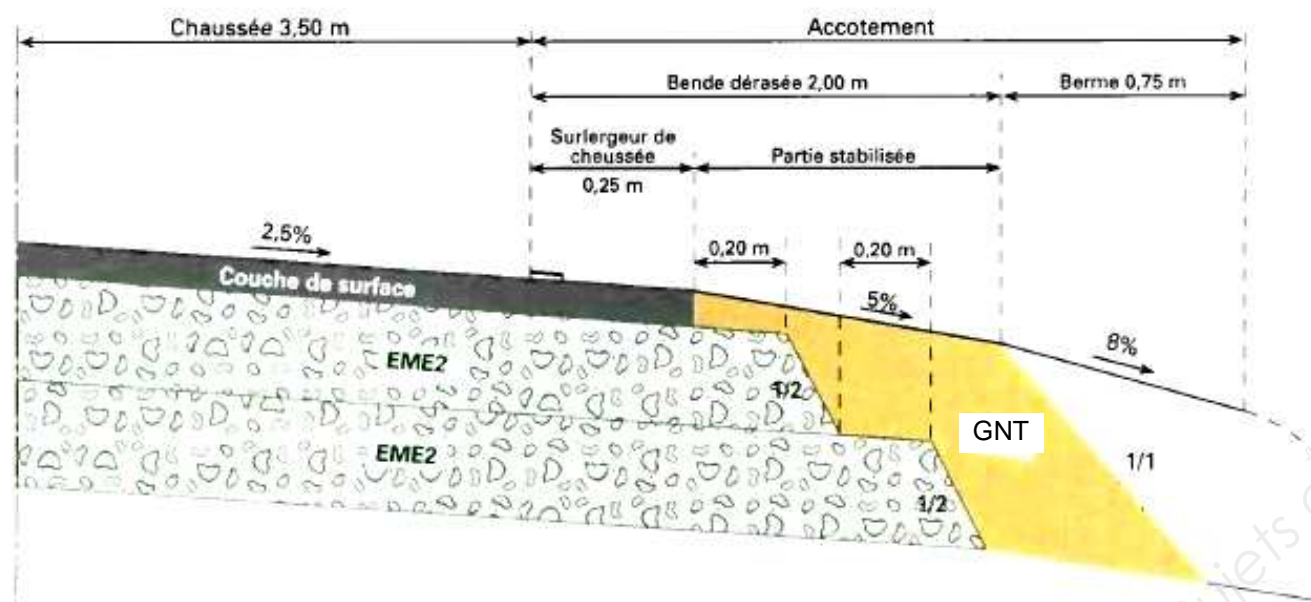 Chaussée 3,50 m
Accotement
Bende dérasée 2,00 m
Berme 0,75 m
Surlergeur de
cheussée
0,25 m
Partie stabilisée
2,5%
0,20 m
0,20 m
Couche de surface
5%
8%
EME2
1/2
GNT
EME2
1/1
1/2